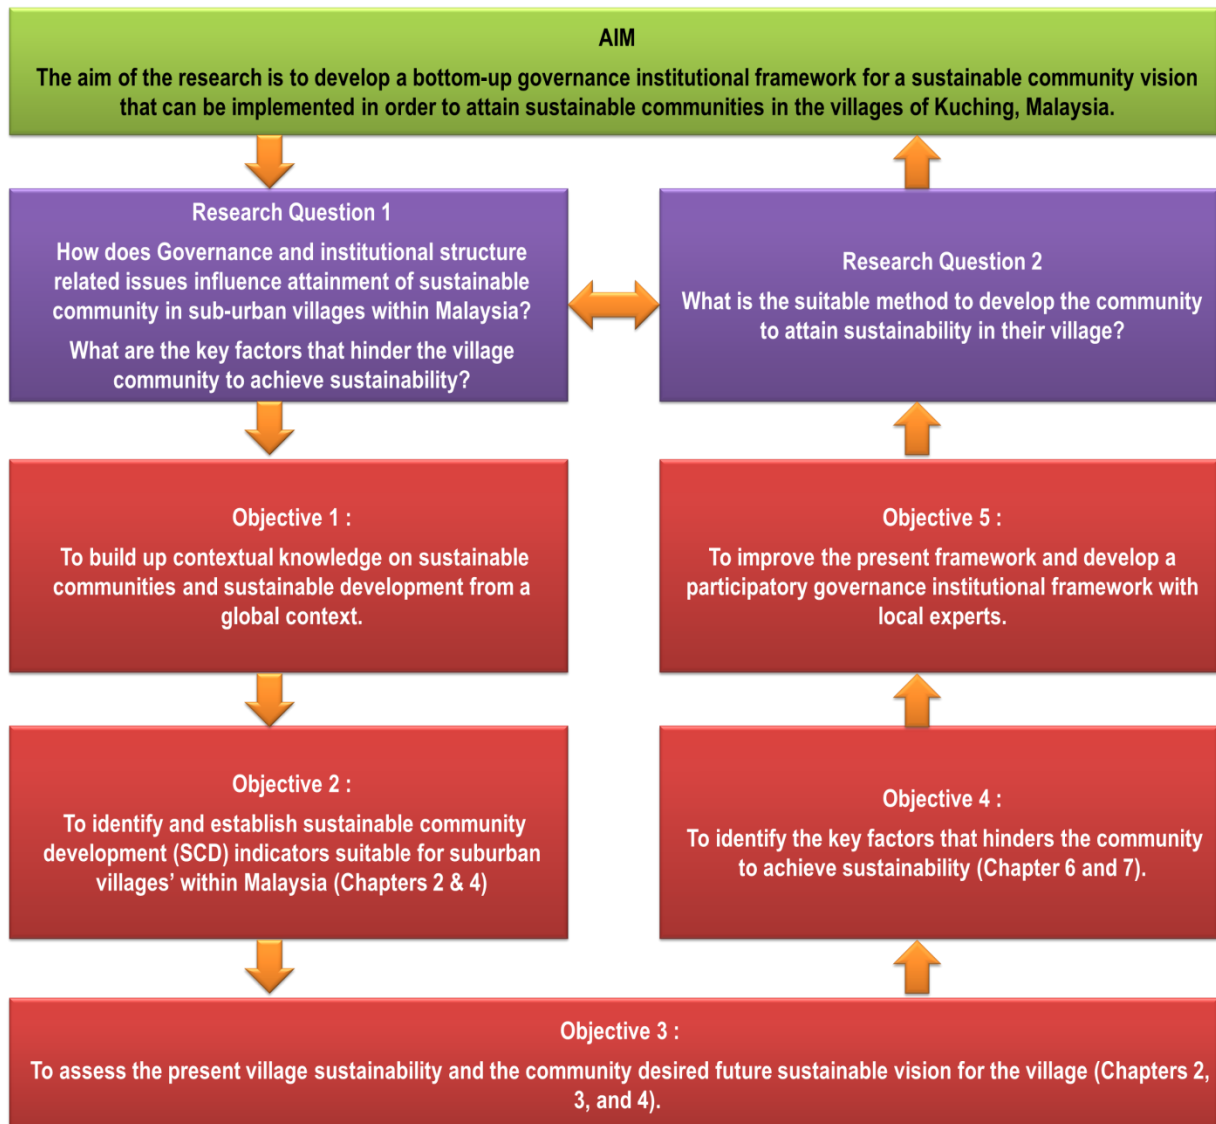 AIM
The aim of the research is to develop a bottom-up governance institutional framework for a sustainable community vision
that can be implemented in order to attain sustainable communities in the villages of Kuching, Malaysia.
Research Question 1
How does Governance and institutional structure
related issues influence attainment of sustainable
community in sub-urban villages within Malaysia?
What are the key factors that hinder the village
community to achieve sustainability?
Research Question 2
What is the suitable method to develop the community
to attain sustainability in their village?
Objective 1 :
To build up contextual knowledge on sustainable
communities and sustainable development from a
global context.
Objective 5 :
To improve the present framework and develop a
participatory governance institutional framework with
local experts.
Objective 2 :
To identify and establish sustainable community
development (SCD) indicators suitable for suburban
villages’ within Malaysia (Chapters 2 & 4)
Objective 4 :
To identify the key factors that hinders the community
to achieve sustainability (Chapter 6 and 7).
Objective 3 :
To assess the present village sustainability and the community desired future sustainable vision for the village (Chapters 2,
3, and 4).